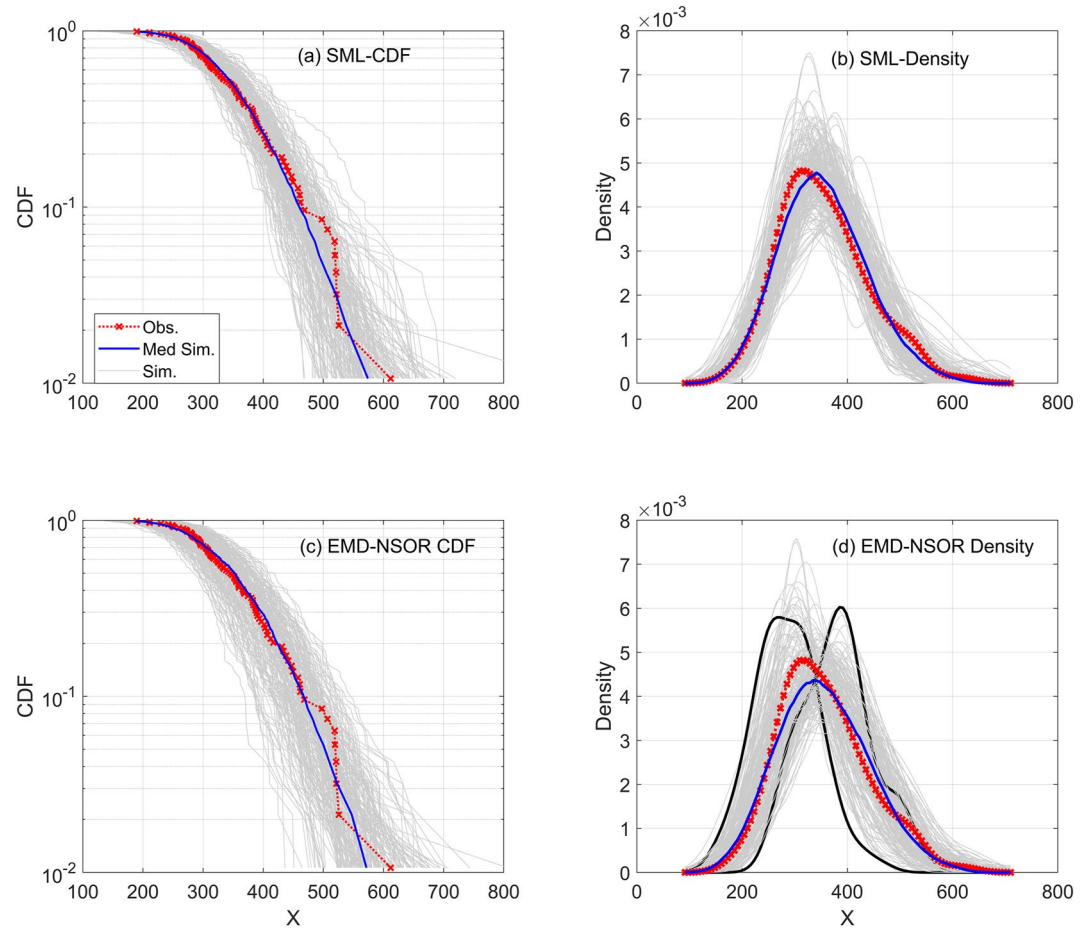 10^0
10^-1
10^-2
CDF
(a) SML-CDF
Obs.
Med Sim.
Sim.
100 200 300 400 500 600 700 800
×10^-3
8
7
6
5
4
3
2
1
0
Density
(b) SML-Density
0 200 400 600 800
10^0
10^-1
10^-2
CDF
(c) EMD-NSOR CDF
100 200 300 400 500 600 700 800
X
×10^-3
8
7
6
5
4
3
2
1
0
Density
(d) EMD-NSOR Density
0 200 400 600 800
X